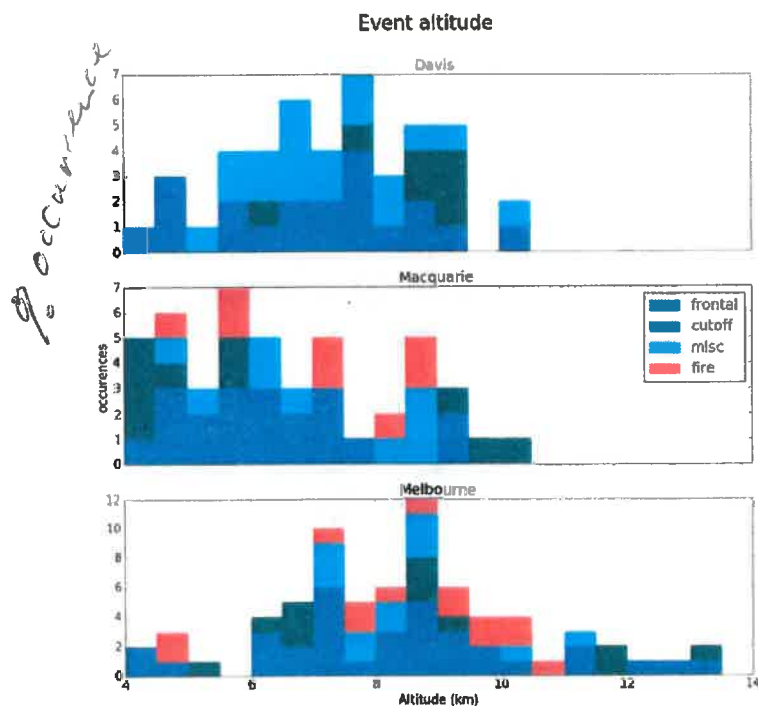 Event altitude
% occurrence
Davis
7
6
5
4
3
2
1
0
Macquarie
7
6
5
4
3
2
1
0
occurences
frontal
cutoff
misc
fire
Melbourne
12
10
8
6
4
2
0
4 6 8 10 12 14
Altitude (km)